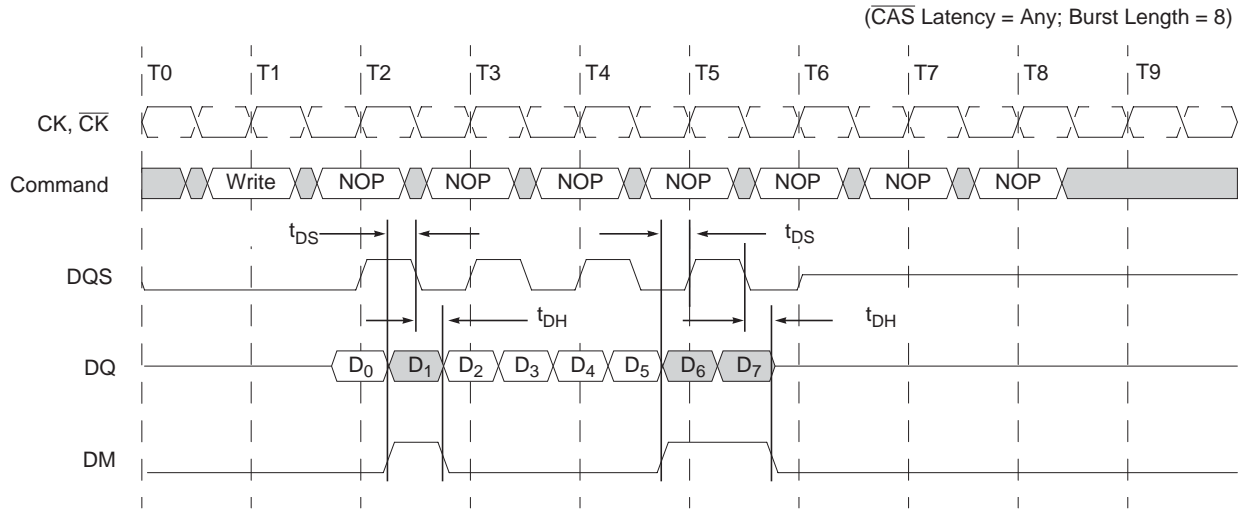 (C̅A̅S̅ Latency = Any; Burst Length = 8)
T0 T1 T2 T3 T4 T5 T6 T7 T8 T9
CK, C̅K̅
Command Write NOP NOP NOP NOP NOP NOP NOP
tDS tDS
DQS
tDH tDH
DQ D0 D1 D2 D3 D4 D5 D6 D7
DM